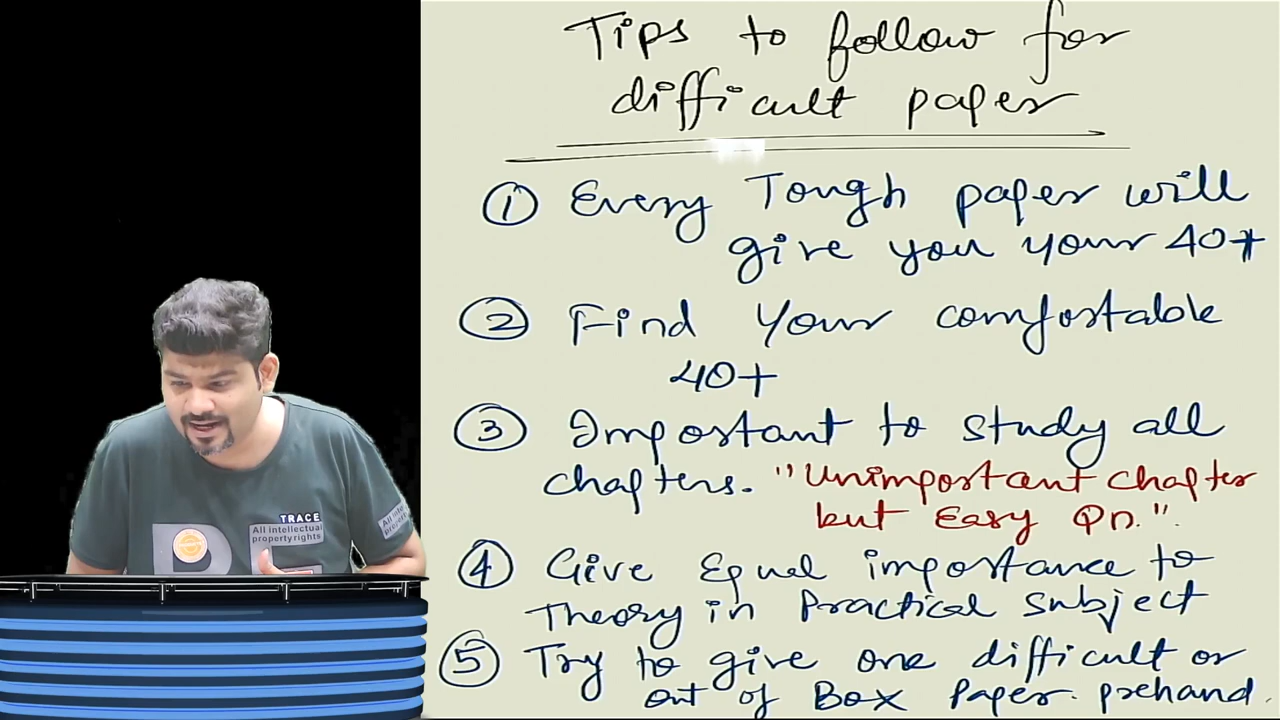 Tips to follow for
difficult paper
① Every Tough paper will
give you your 40+
② Find your comfortable
40+
③ Important to study all
chapters. "Unimportant chapter
but Easy Qn.".
④ Give Equal importance to
Theory in Practical subject
⑤ Try to give one difficult or
out of Box Paper. prehand.
TRACE
All intellectual
property rights